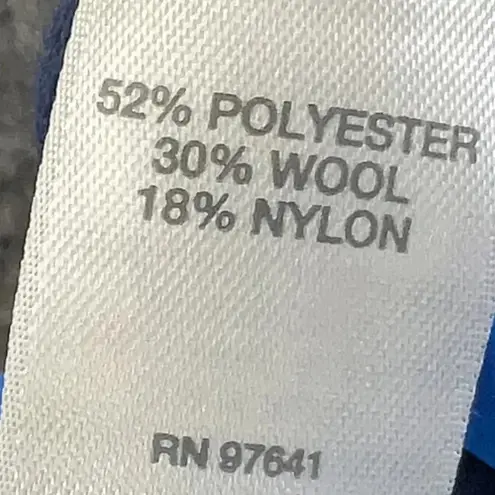 52% POLYESTER
30% WOOL
18% NYLON
RN 97641